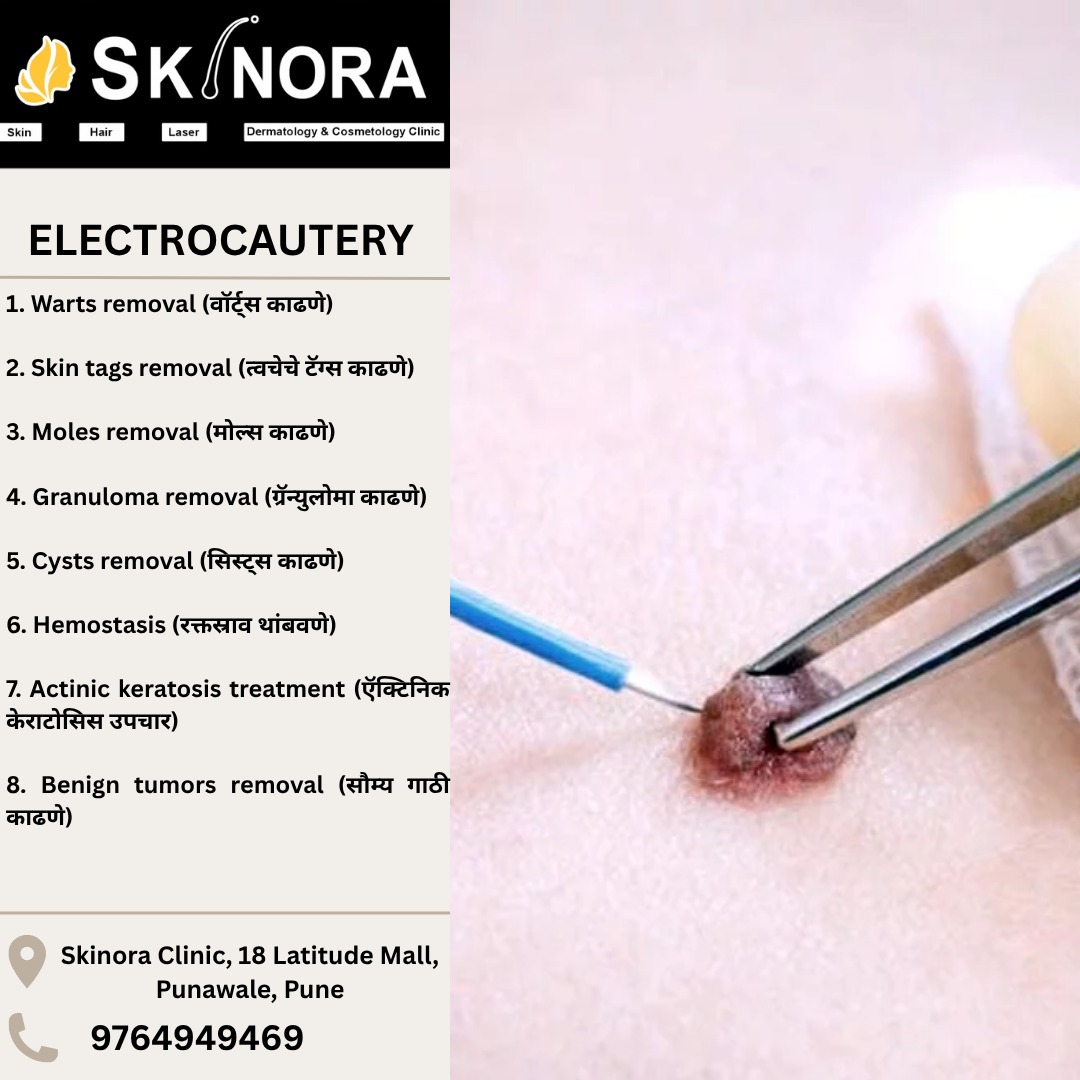 SKINORA
Skin Hair Laser Dermatology & Cosmetology Clinic
ELECTROCAUTERY
1. Warts removal (वॉर्ट्स काढणे)
2. Skin tags removal (त्वचेचे टॅग्स काढणे)
3. Moles removal (मोल्स काढणे)
4. Granuloma removal (ग्रॅन्युलोमा काढणे)
5. Cysts removal (सिस्ट्स काढणे)
6. Hemostasis (रक्तस्राव थांबवणे)
7. Actinic keratosis treatment (ऍक्टिनिक
केराटोसिस उपचार)
8. Benign tumors removal (सौम्य गाठी
काढणे)
Skinora Clinic, 18 Latitude Mall,
Punawale, Pune
9764949469